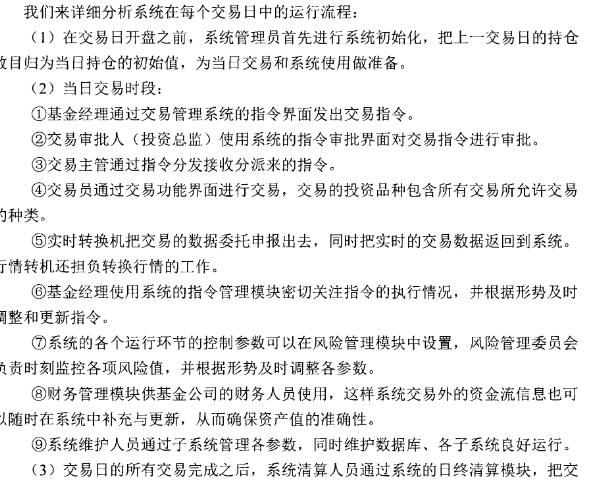 我们来详细分析系统在每个交易日中的运行流程：
（1）在交易日开盘之前，系统管理员首先进行系统初始化，把上一交易日的持仓
数目归为当日持仓的初始值，为当日交易和系统使用做准备。
（2）当日交易时段：
①基金经理通过交易管理系统的指令界面发出交易指令。
②交易审批人（投资总监）使用系统的指令审批界面对交易指令进行审批。
③交易主管通过指令分发接收分派来的指令。
④交易员通过交易功能界面进行交易，交易的投资品种包含所有交易所允许交易
的种类。
⑤实时转换机把交易的数据委托申报出去，同时把实时的交易数据返回到系统。
行情转机还担负转换行情的工作。
⑥基金经理使用系统的指令管理模块密切关注指令的执行情况，并根据形势及时
调整和更新指令。
⑦系统的各个运行环节的控制参数可以在风险管理模块中设置，风险管理委员会
负责时刻监控各项风险值，并根据形势及时调整各参数。
⑧财务管理模块供基金公司的财务人员使用，这样系统交易外的资金流信息也可
以随时在系统中补充与更新，从而确保资产值的准确性。
⑨系统维护人员通过子系统管理各参数，同时维护数据库、各子系统良好运行。
（3）交易日的所有交易完成之后，系统清算人员通过系统的日终清算模块，把交